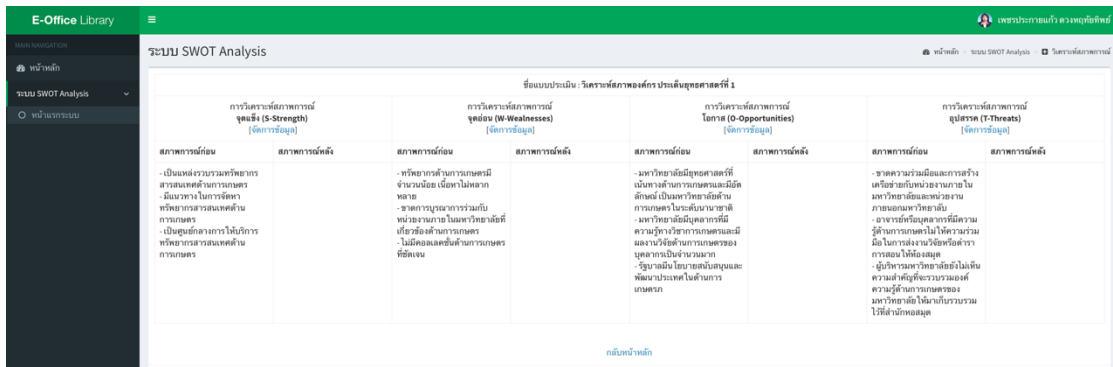 E-Office Library
เพชรประกายแก้ว ดวงหฤทัยทิพย์
MAIN NAVIGATION
หน้าหลัก
ระบบ SWOT Analysis
หน้าแรกระบบ
ระบบ SWOT Analysis
หน้าหลัก > ระบบ SWOT Analysis > วิเคราะห์สภาพการณ์
ชื่อแบบประเมิน : วิเคราะห์สภาพองค์กร ประเด็นยุทธศาสตร์ที่ 1
การวิเคราะห์สภาพการณ์
จุดแข็ง (S-Strength)
[จัดการข้อมูล]
การวิเคราะห์สภาพการณ์
จุดอ่อน (W-Wealnesses)
[จัดการข้อมูล]
การวิเคราะห์สภาพการณ์
โอกาส (O-Opportunities)
[จัดการข้อมูล]
การวิเคราะห์สภาพการณ์
อุปสรรค (T-Threats)
[จัดการข้อมูล]
สภาพการณ์ก่อน
สภาพการณ์หลัง
สภาพการณ์ก่อน
สภาพการณ์หลัง
สภาพการณ์ก่อน
สภาพการณ์หลัง
สภาพการณ์ก่อน
สภาพการณ์หลัง
- เป็นแหล่งรวบรวมทรัพยากร
สารสนเทศด้านการเกษตร
- มีแนวทางในการจัดหา
ทรัพยากรสารสนเทศด้าน
การเกษตร
- เป็นศูนย์กลางการให้บริการ
ทรัพยากรสารสนเทศด้าน
การเกษตร
- ทรัพยากรด้านการเกษตรมี
จำนวนน้อย เนื้อหาไม่หลาก
หลาย
- ขาดการบูรณาการร่วมกับ
หน่วยงานภายในมหาวิทยาลัยที่
เกี่ยวข้องด้านการเกษตร
- ไม่มีคอลเลคชั่นด้านการเกษตร
ที่ชัดเจน
- มหาวิทยาลัยมียุทธศาสตร์ที่
เน้นทางด้านการเกษตรและมีอัต
ลักษณ์ เป็นมหาวิทยาลัยด้าน
การเกษตรในระดับนานาชาติ
- มหาวิทยาลัยมีบุคลากรที่มี
ความรู้ทางวิชาการเกษตรและมี
ผลงานวิจัยด้านการเกษตรของ
บุคลากรเป็นจำนวนมาก
- รัฐบาลมีนโยบายสนับสนุนและ
พัฒนาประเทศในด้านการ
เกษตรภ
- ขาดความร่วมมือและการสร้าง
เครือข่ายกับหน่วยงานภายใน
มหาวิทยาลัยและหน่วยงาน
ภายนอกมหาวิทยาลัย
- อาจารย์หรือบุคลากรที่มีความ
รู้ด้านการเกษตรไม่ให้ความร่วม
มือในการส่งงานวิจัยหรือตำรา
การสอนให้ห้องสมุด
- ผู้บริหารมหาวิทยาลัยยังไม่เห็น
ความสำคัญที่จะรวบรวมองค์
ความรู้ด้านการเกษตรของ
มหาวิทยาลัย ให้มาเก็บรวบรวม
ไว้ที่สำนักหอสมุด
กลับหน้าหลัก